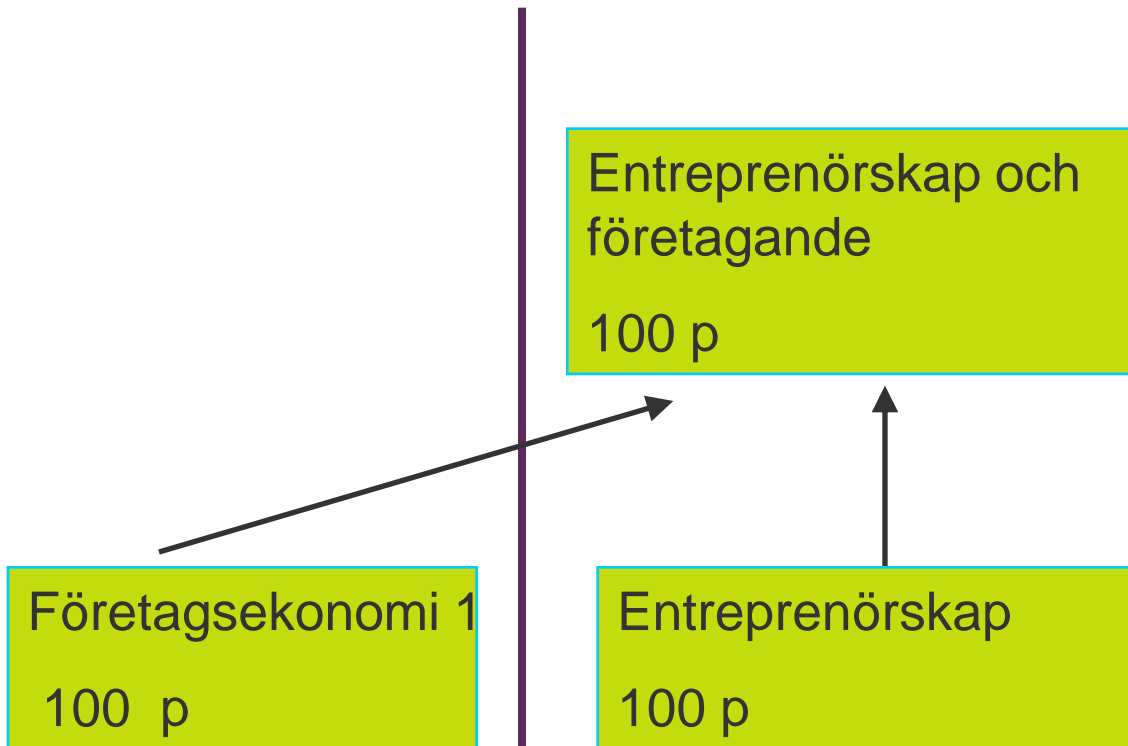 Entreprenörskap och
företagande
100 p
Företagsekonomi 1
100 p
Entreprenörskap
100 p